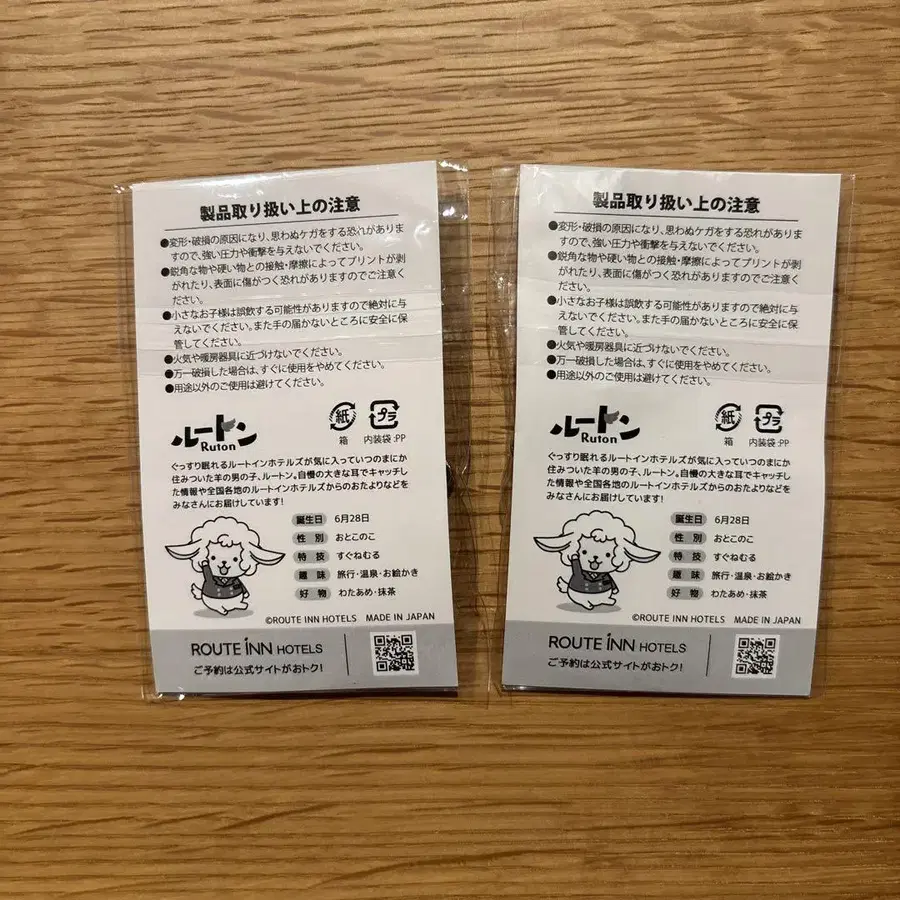 製品取り扱い上の注意
●変形・破損の原因になり、思わぬケガをする恐れがありま
すので、強い圧力や衝撃を与えないでください。
●鋭角な物や硬い物との接触・摩擦によってプリントが剥
がれたり、表面に傷がつく恐れがありますのでご注意く
ださい。
●小さなお子様は誤飲する可能性がありますので絶対に与
えないでください。また手の届かないところに安全に保
管してください。
●火気や暖房器具に近づけないでください。
●万一破損した場合は、すぐに使用をやめてください。
●用途以外のご使用は避けてください。
ルートン
Ruton
紙 プラ
箱 内装袋:PP
ぐっすり眠れるルートインホテルズが気に入っていつのまにか
住みついた羊の男の子、ルートン。自慢の大きな耳でキャッチし
た情報や全国各地のルートインホテルズからのおたよりなどを
みなさんにお届けしています!
誕生日 6月28日
性別 おとこのこ
特技 すぐねむる
趣味 旅行・温泉・お絵かき
好物 わたあめ・抹茶
©ROUTE INN HOTELS MADE IN JAPAN
ROUTE INN HOTELS
ご予約は公式サイトがおトク!
製品取り扱い上の注意
●変形・破損の原因になり、思わぬケガをする恐れがありま
すので、強い圧力や衝撃を与えないでください。
●鋭角な物や硬い物との接触・摩擦によってプリントが剥
がれたり、表面に傷がつく恐れがありますのでご注意く
ださい。
●小さなお子様は誤飲する可能性がありますので絶対に与
えないでください。また手の届かないところに安全に保
管してください。
●火気や暖房器具に近づけないでください。
●万一破損した場合は、すぐに使用をやめてください。
●用途以外のご使用は避けてください。
ルートン
Ruton
紙 プラ
箱 内装袋:PP
ぐっすり眠れるルートインホテルズが気に入っていつのまにか
住みついた羊の男の子、ルートン。自慢の大きな耳でキャッチし
た情報や全国各地のルートインホテルズからのおたよりなどを
みなさんにお届けしています!
誕生日 6月28日
性別 おとこのこ
特技 すぐねむる
趣味 旅行・温泉・お絵かき
好物 わたあめ・抹茶
©ROUTE INN HOTELS MADE IN JAPAN
ROUTE INN HOTELS
ご予約は公式サイトがおトク!